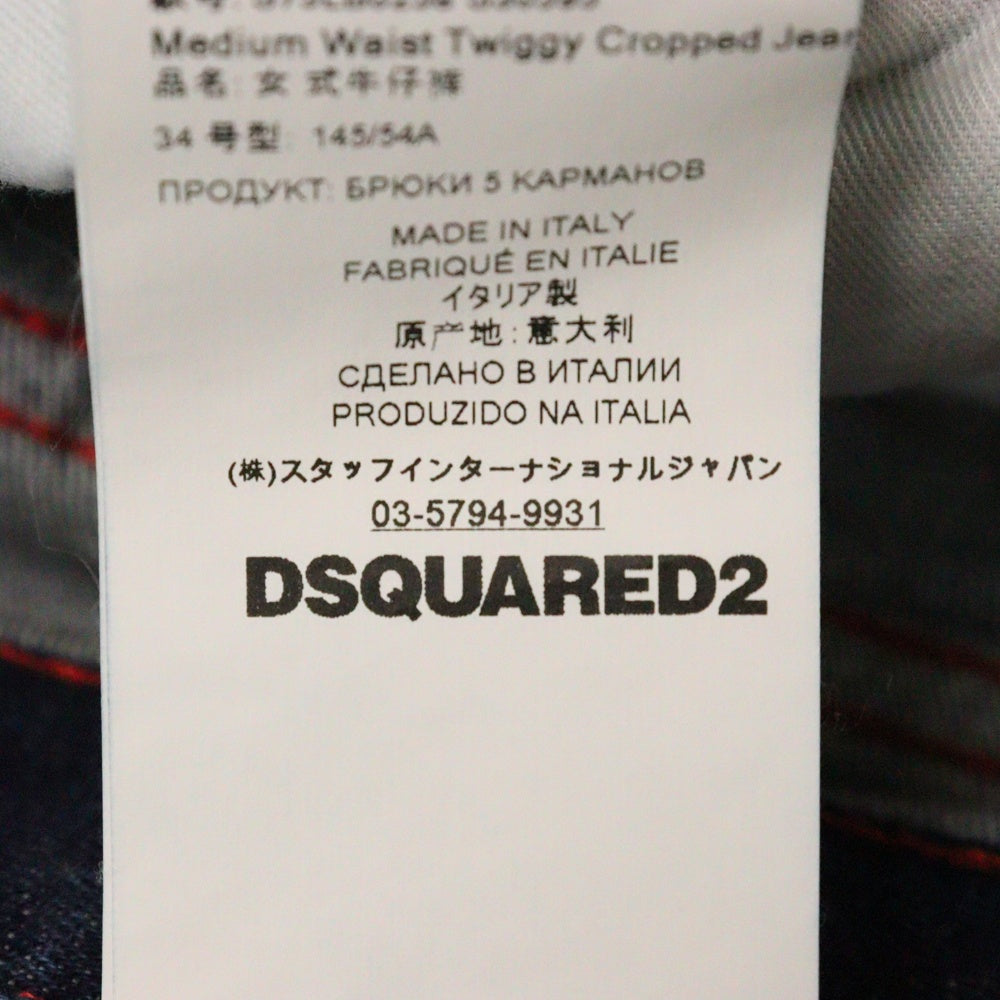 Medium Waist Twiggy Cropped Jean
品名: 女式牛仔裤
34 号型: 145/54A
ПРОДУКТ: БРЮКИ 5 КАРМАНОВ
MADE IN ITALY
FABRIQUÉ EN ITALIE
イタリア製
原产地:意大利
СДЕЛАНО В ИТАЛИИ
PRODUZIDO NA ITALIA
(株)スタッフインターナショナルジャパン
03-5794-9931
DSQUARED2